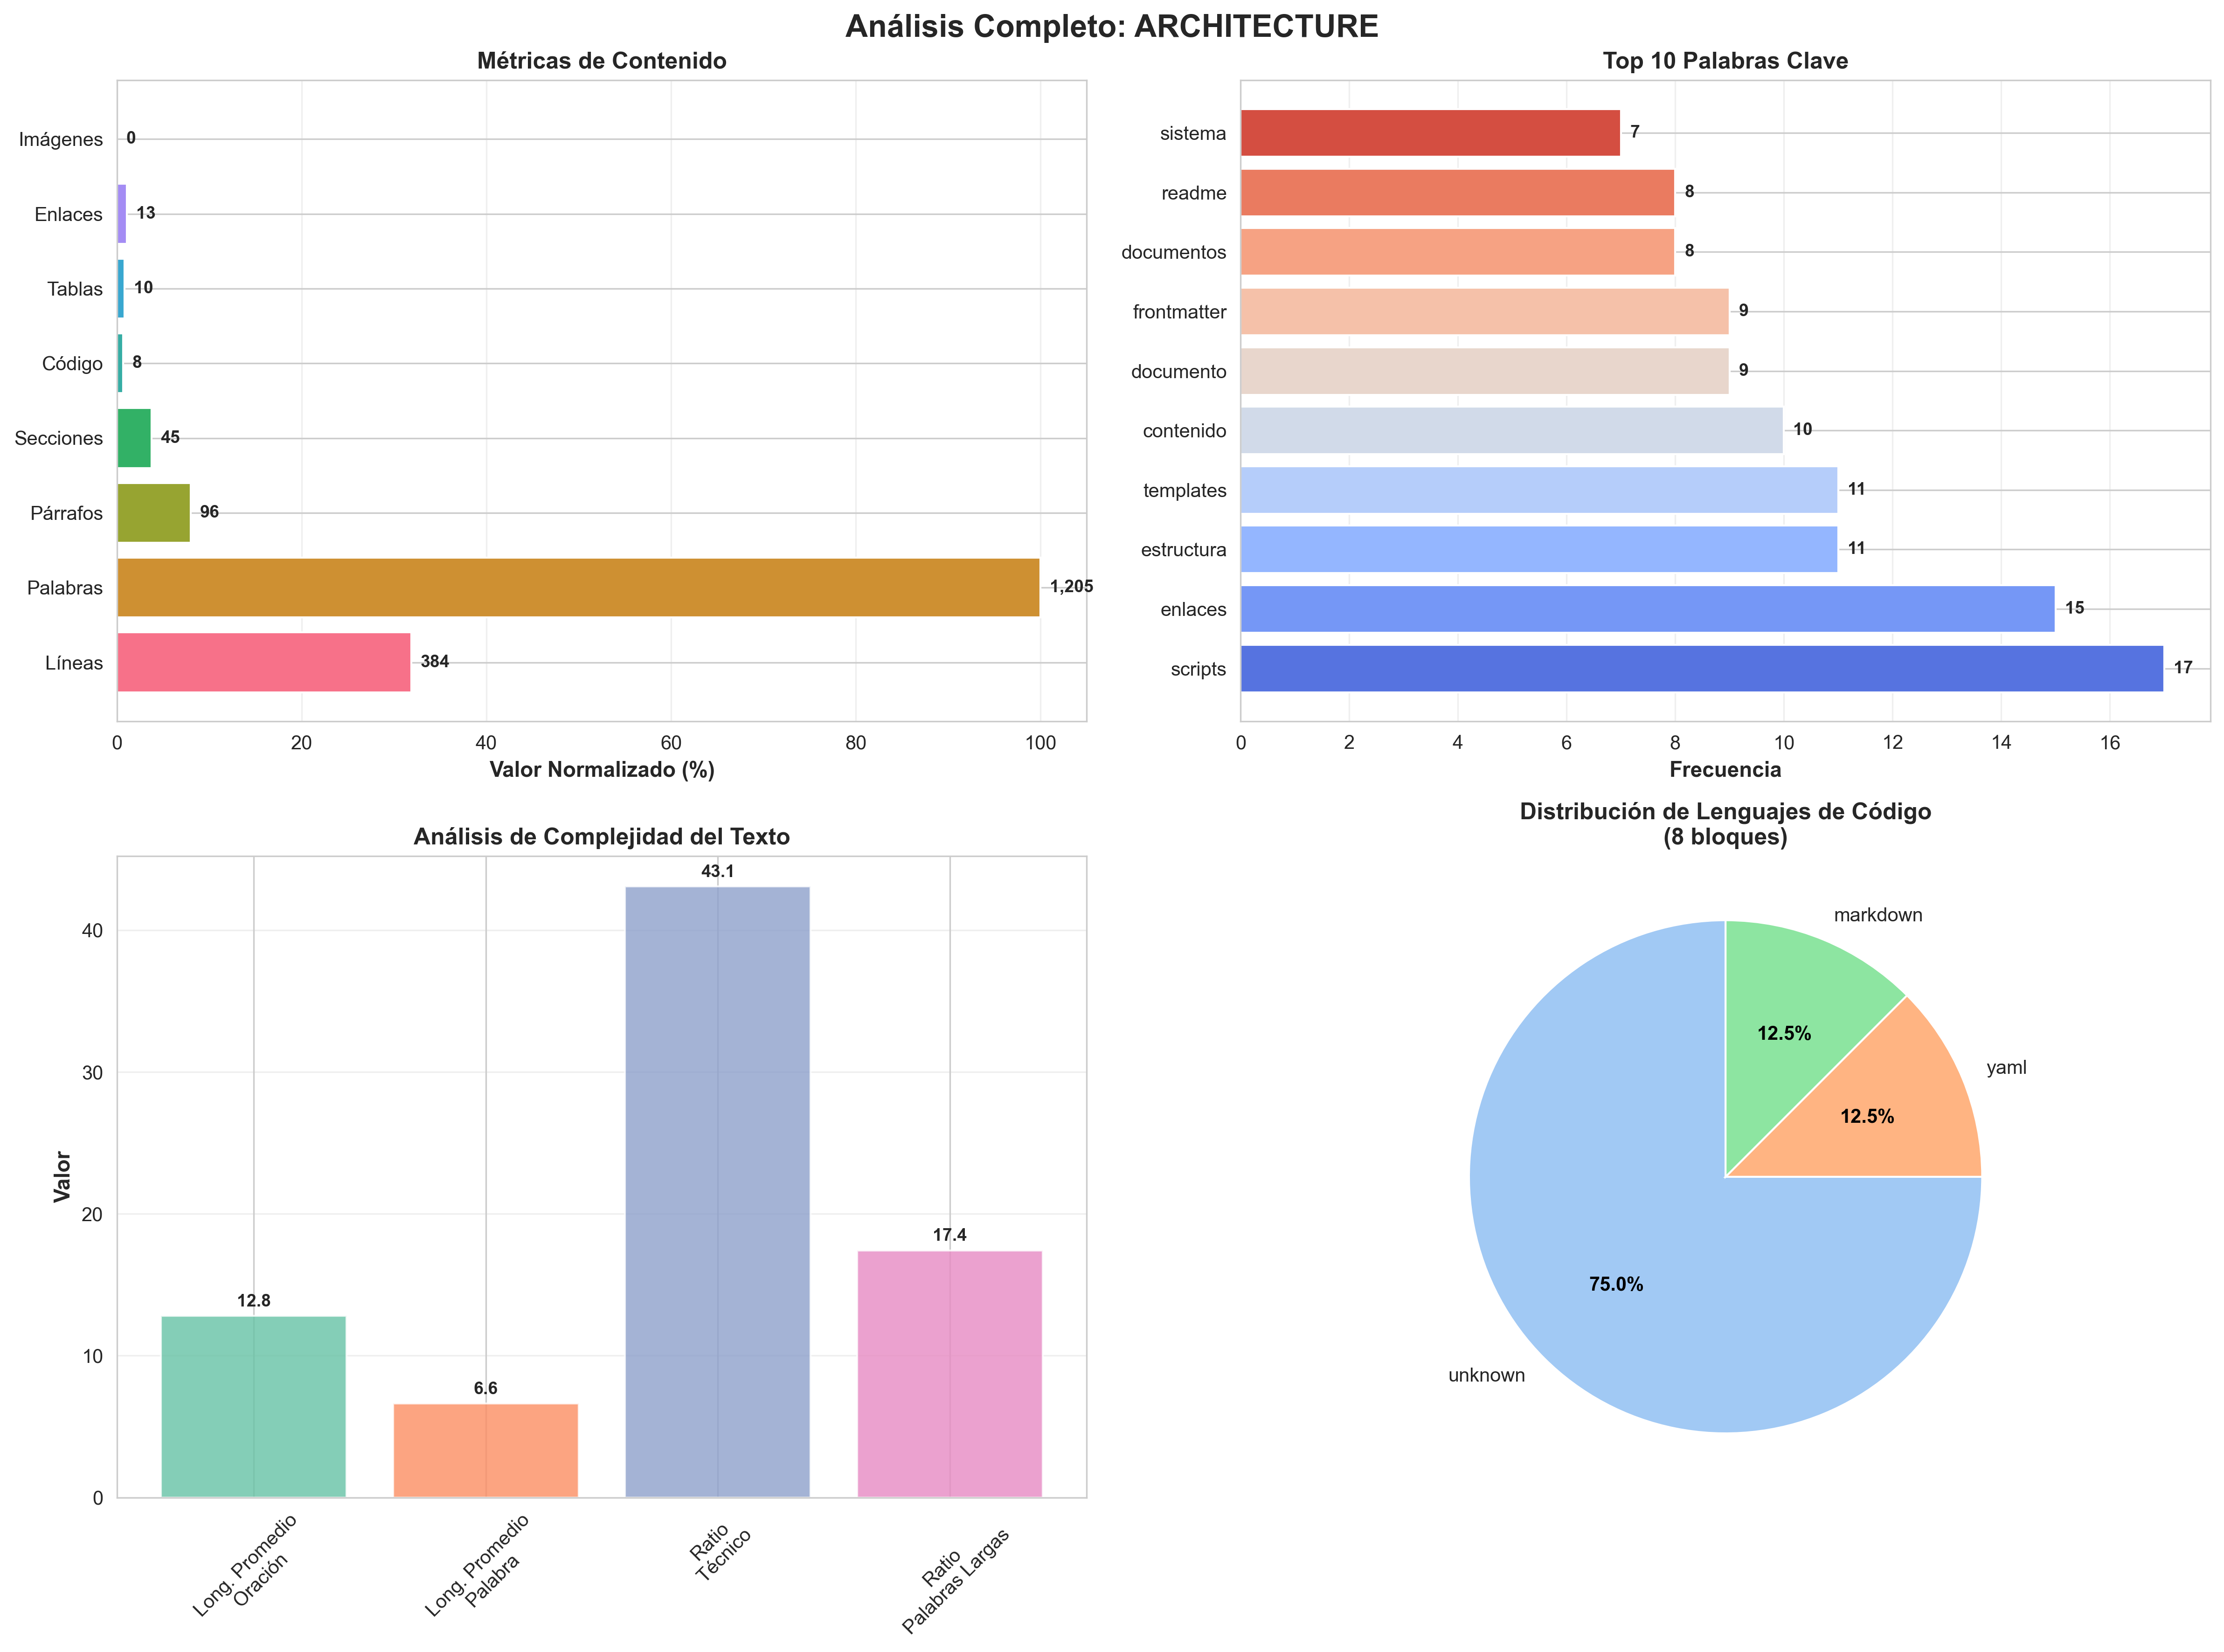 Análisis Completo: ARCHITECTURE
Métricas de Contenido
Imágenes
0
Enlaces
13
Tablas
10
Código
8
Secciones
45
Párrafos
96
Palabras
1,205
Líneas
384
0 20 40 60 80 100
Valor Normalizado (%)
Top 10 Palabras Clave
sistema
7
readme
8
documentos
8
frontmatter
9
documento
9
contenido
10
templates
11
estructura
11
enlaces
15
scripts
17
0 2 4 6 8 10 12 14 16
Frecuencia
Análisis de Complejidad del Texto
Valor
40
30
20
10
0
12.8
6.6
43.1
17.4
Long. Promedio
Oración
Long. Promedio
Palabra
Ratio
Técnico
Ratio
Palabras Largas
Distribución de Lenguajes de Código
(8 bloques)
markdown
12.5%
yaml
12.5%
75.0%
unknown